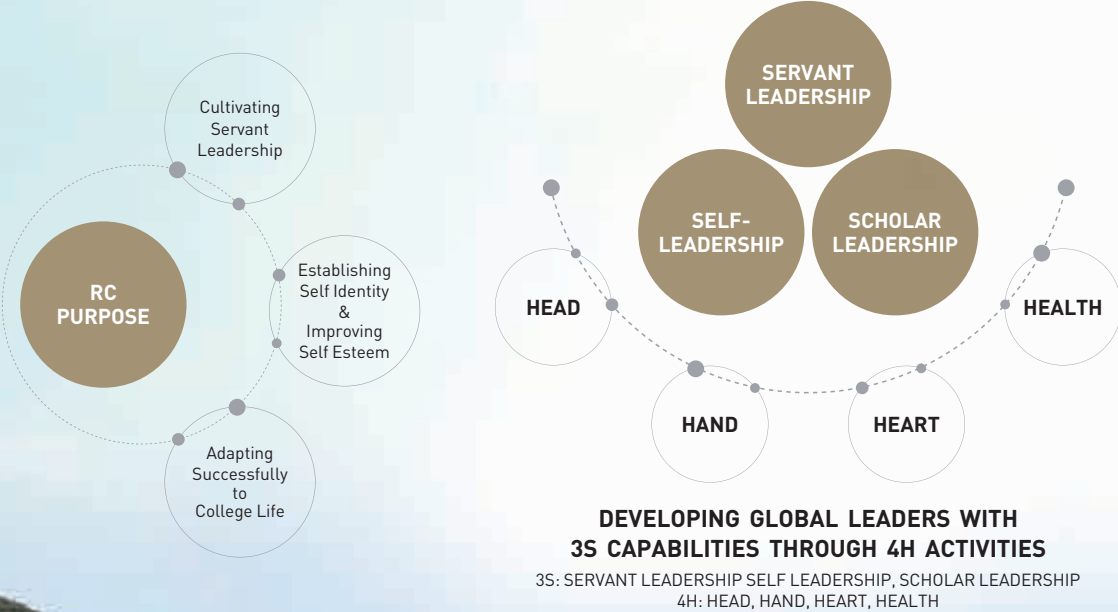 RC
PURPOSE
Cultivating
Servant
Leadership
Establishing
Self Identity
&
Improving
Self Esteem
Adapting
Successfully
to
College Life
SERVANT
LEADERSHIP
SELF-
LEADERSHIP
SCHOLAR
LEADERSHIP
HEAD
HAND
HEART
HEALTH
DEVELOPING GLOBAL LEADERS WITH
3S CAPABILITIES THROUGH 4H ACTIVITIES
3S: SERVANT LEADERSHIP SELF LEADERSHIP, SCHOLAR LEADERSHIP
4H: HEAD, HAND, HEART, HEALTH